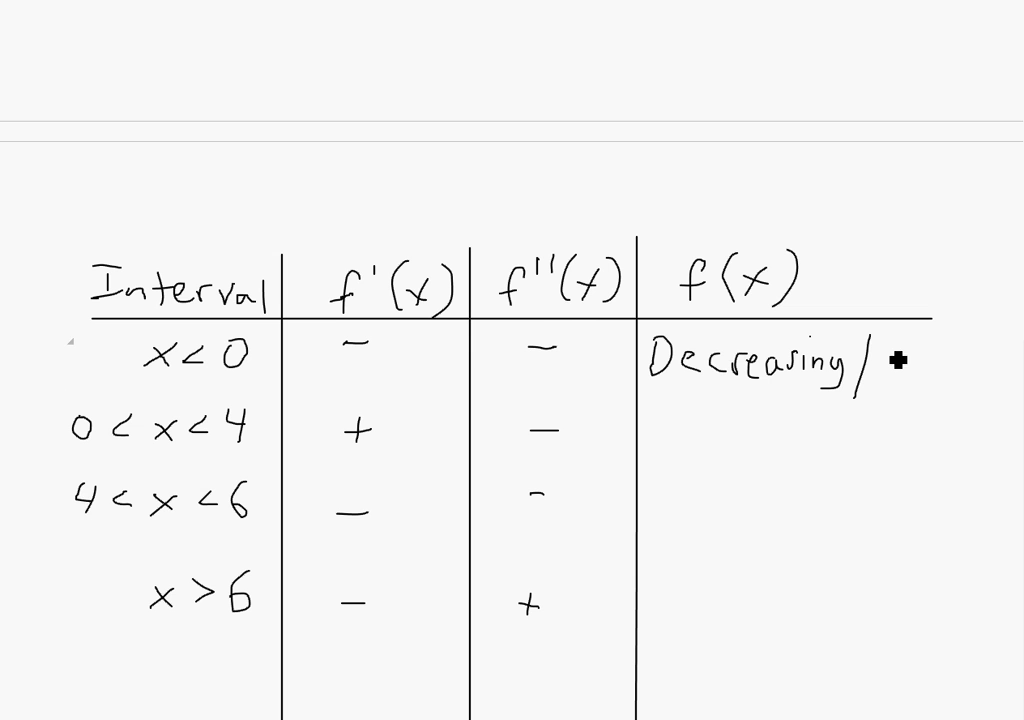 Interval f'(x) f''(x) f(x)
x < 0 - - Decreasing/
0 < x < 4 + -
4 < x < 6 - -
x > 6 - +